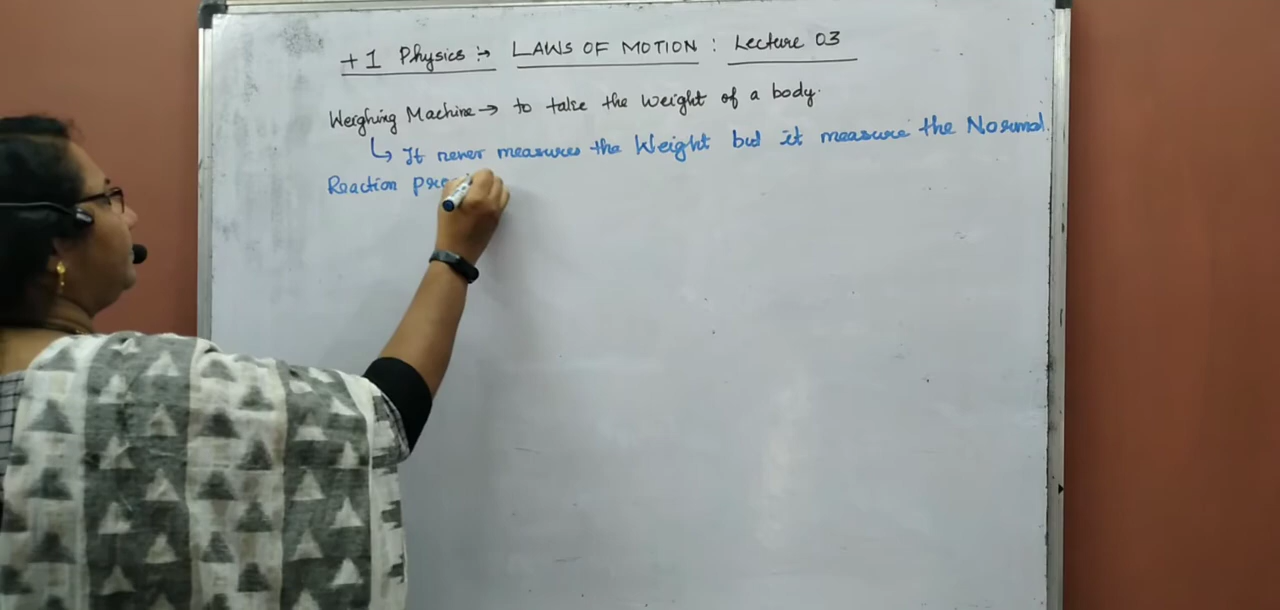 +1 Physics :→ LAWS OF MOTION : Lecture 03
Weighing Machine → to take the weight of a body.
↳ It never measures the Weight but it measure the Normal
Reaction pro